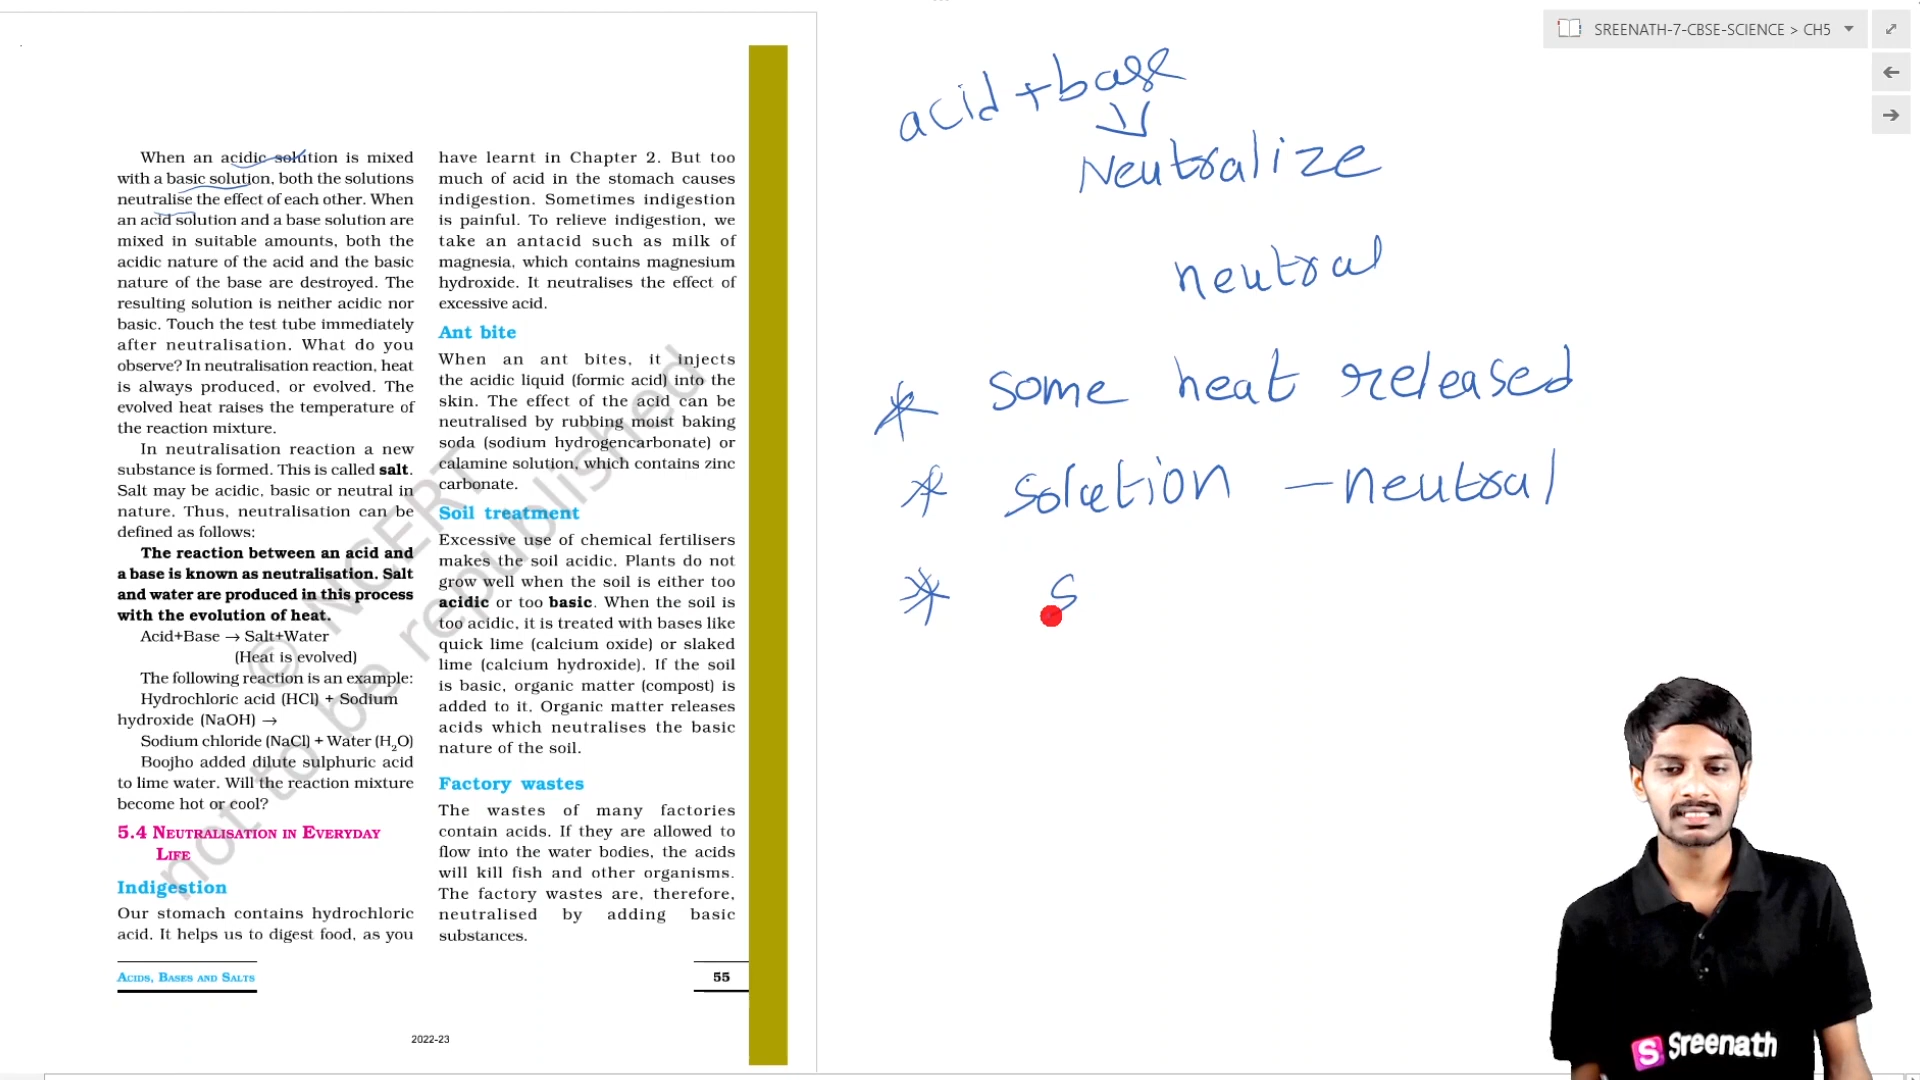 SREENATH-7-CBSE-SCIENCE > CH5
When an acidic solution is mixed
with a basic solution, both the solutions
neutralise the effect of each other. When
an acid solution and a base solution are
mixed in suitable amounts, both the
acidic nature of the acid and the basic
nature of the base are destroyed. The
resulting solution is neither acidic nor
basic. Touch the test tube immediately
after neutralisation. What do you
observe? In neutralisation reaction, heat
is always produced, or evolved. The
evolved heat raises the temperature of
the reaction mixture.
In neutralisation reaction a new
substance is formed. This is called salt.
Salt may be acidic, basic or neutral in
nature. Thus, neutralisation can be
defined as follows:
The reaction between an acid and
a base is known as neutralisation. Salt
and water are produced in this process
with the evolution of heat.
Acid+Base → Salt+Water
(Heat is evolved)
The following reaction is an example:
Hydrochloric acid (HCl) + Sodium
hydroxide (NaOH) →
Sodium chloride (NaCl) + Water (H₂O)
Boojho added dilute sulphuric acid
to lime water. Will the reaction mixture
become hot or cool?
5.4 NEUTRALISATION IN EVERYDAY
LIFE
Indigestion
Our stomach contains hydrochloric
acid. It helps us to digest food, as you
have learnt in Chapter 2. But too
much of acid in the stomach causes
indigestion. Sometimes indigestion
is painful. To relieve indigestion, we
take an antacid such as milk of
magnesia, which contains magnesium
hydroxide. It neutralises the effect of
excessive acid.
Ant bite
When an ant bites, it injects
the acidic liquid (formic acid) into the
skin. The effect of the acid can be
neutralised by rubbing moist baking
soda (sodium hydrogencarbonate) or
calamine solution, which contains zinc
carbonate.
Soil treatment
Excessive use of chemical fertilisers
makes the soil acidic. Plants do not
grow well when the soil is either too
acidic or too basic. When the soil is
too acidic, it is treated with bases like
quick lime (calcium oxide) or slaked
lime (calcium hydroxide). If the soil
is basic, organic matter (compost) is
added to it. Organic matter releases
acids which neutralises the basic
nature of the soil.
Factory wastes
The wastes of many factories
contain acids. If they are allowed to
flow into the water bodies, the acids
will kill fish and other organisms.
The factory wastes are, therefore,
neutralised by adding basic
substances.
ACIDS, BASES AND SALTS
55
2022-23
© NCERT
not to be republished
acid + base
Neutralize
neutral
* some heat released
* solution – neutral
* S
S Sreenath